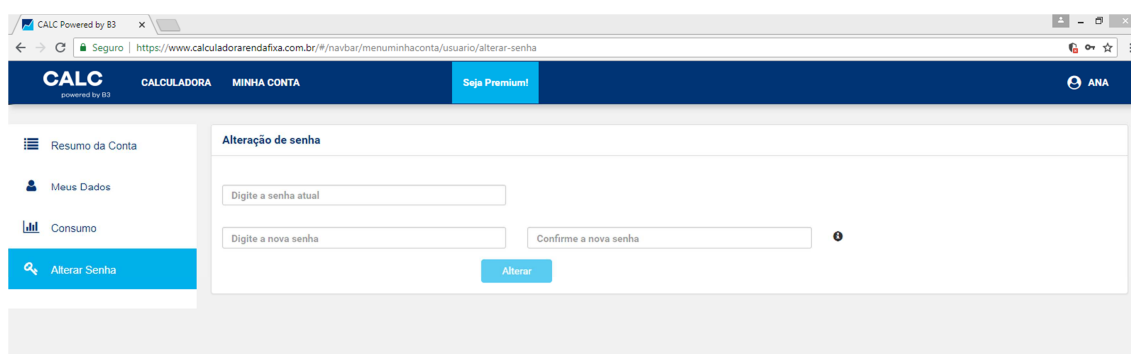 CALC Powered by B3
Seguro | https://www.calculadorarendafixa.com.br/#/navbar/menuminhaconta/usuario/alterar-senha
CALC
powered by B3
CALCULADORA
MINHA CONTA
Seja Premium!
ANA
Resumo da Conta
Meus Dados
Consumo
Alterar Senha
Alteração de senha
Digite a senha atual
Digite a nova senha
Confirme a nova senha
Alterar